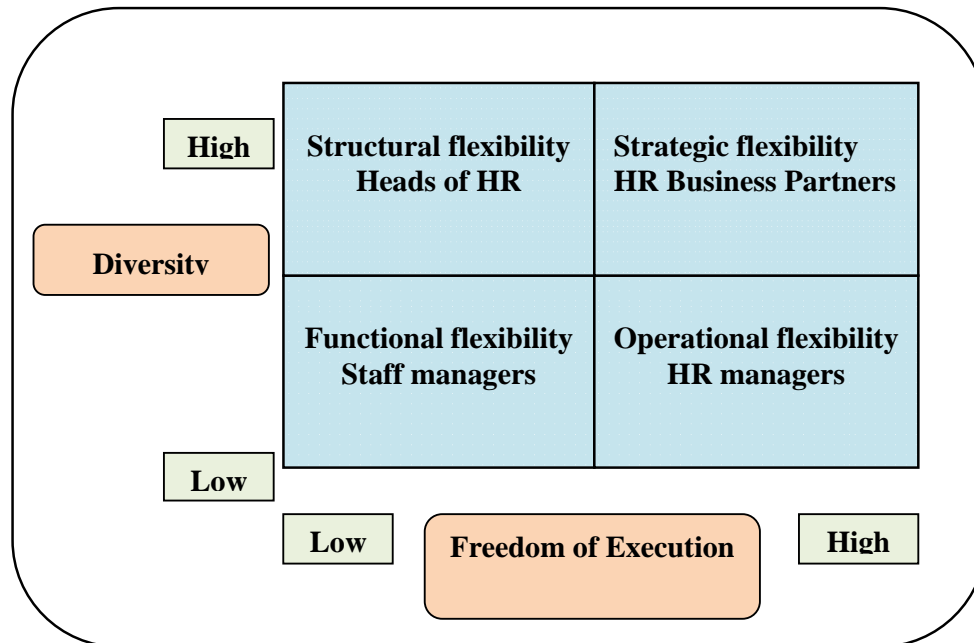 High
Structural flexibility
Heads of HR
Strategic flexibility
HR Business Partners
Diversity
Functional flexibility
Staff managers
Operational flexibility
HR managers
Low
Low
Freedom of Execution
High